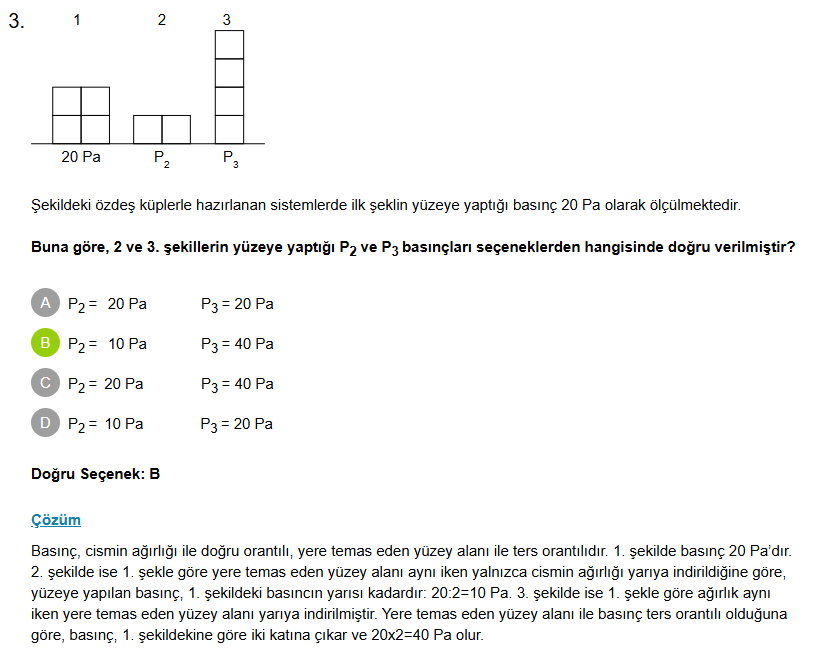 3. 1 2 3
20 Pa P2 P3
Şekildeki özdeş küplerle hazırlanan sistemlerde ilk şeklin yüzeye yaptığı basınç 20 Pa olarak ölçülmektedir.
Buna göre, 2 ve 3. şekillerin yüzeye yaptığı P2 ve P3 basınçları seçeneklerden hangisinde doğru verilmiştir?
A P2 = 20 Pa P3 = 20 Pa
B P2 = 10 Pa P3 = 40 Pa
C P2 = 20 Pa P3 = 40 Pa
D P2 = 10 Pa P3 = 20 Pa
Doğru Seçenek: B
Çözüm
Basınç, cismin ağırlığı ile doğru orantılı, yere temas eden yüzey alanı ile ters orantılıdır. 1. şekilde basınç 20 Pa'dır.
2. şekilde ise 1. şekle göre yere temas eden yüzey alanı aynı iken yalnızca cismin ağırlığı yarıya indirildiğine göre,
yüzeye yapılan basınç, 1. şekildeki basıncın yarısı kadardır: 20:2=10 Pa. 3. şekilde ise 1. şekle göre ağırlık aynı
iken yere temas eden yüzey alanı yarıya indirilmiştir. Yere temas eden yüzey alanı ile basınç ters orantılı olduğuna
göre, basınç, 1. şekildekine göre iki katına çıkar ve 20x2=40 Pa olur.